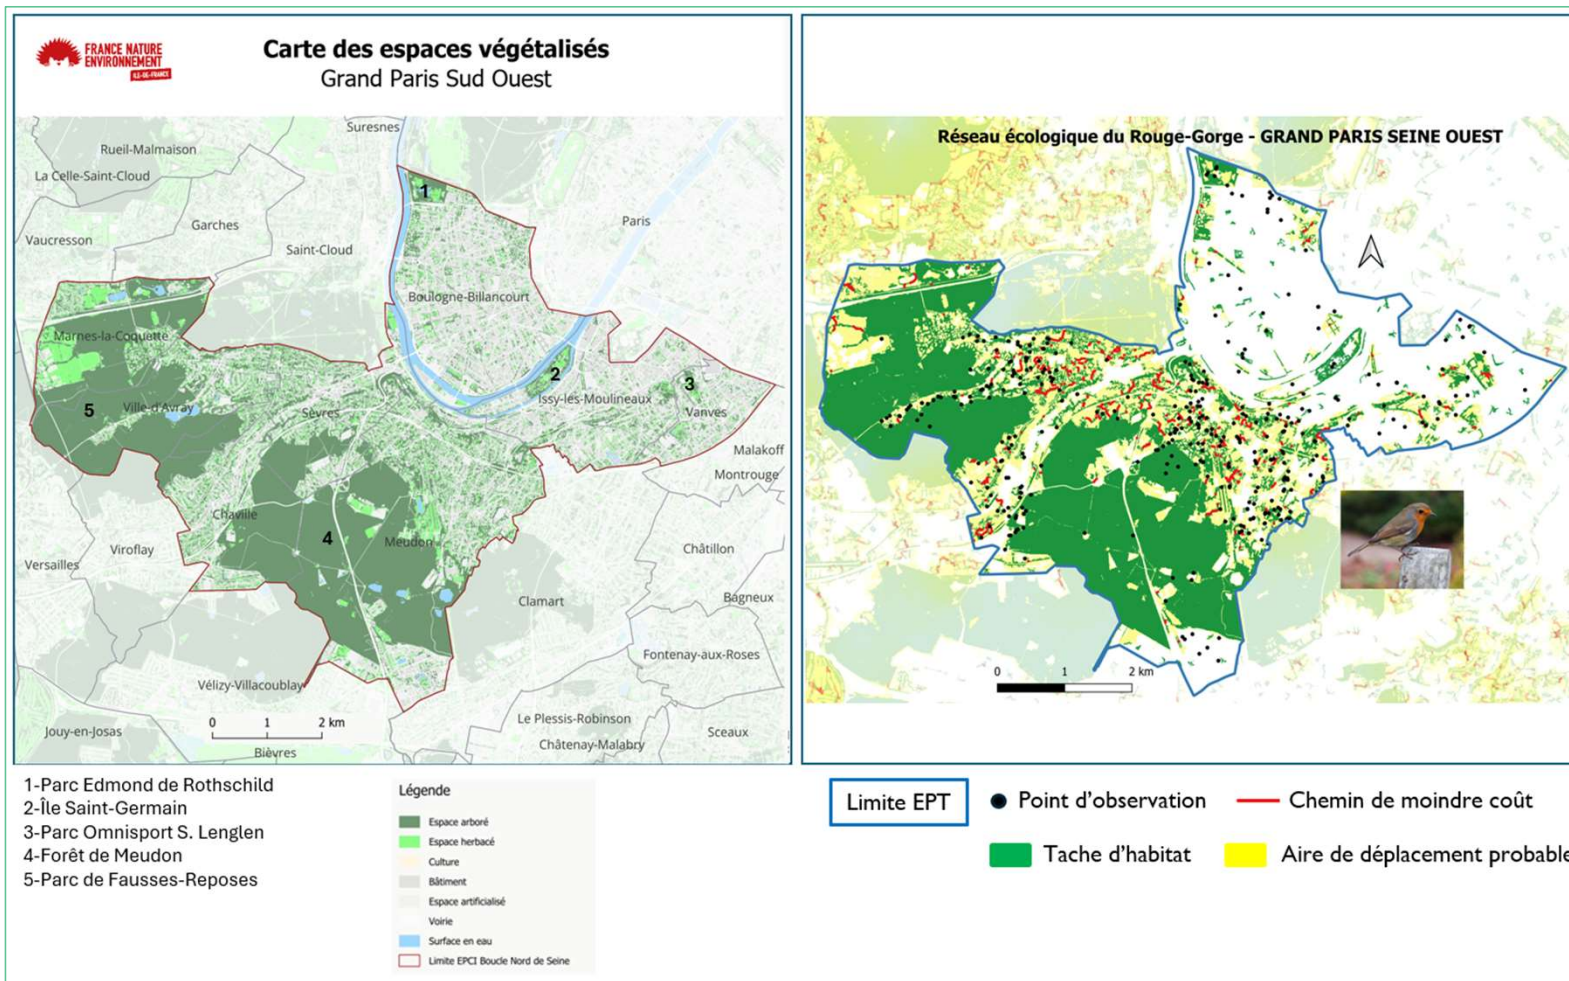 FRANCE NATURE
ENVIRONNEMENT
ILE-DE-FRANCE
Carte des espaces végétalisés
Grand Paris Sud Ouest
Suresnes
Rueil-Malmaison
La Celle-Saint-Cloud
Garches
Paris
Vaucresson
Saint-Cloud
Boulogne-Billancourt
Marnes-la-Coquette
Ville-d'Avray
Sèvres
Issy-les-Moulineaux
Vanves
Malakoff
Montrouge
Chaville
Meudon
Viroflay
Versailles
Châtillon
Clamart
Bagneux
Fontenay-aux-Roses
Vélizy-Villacoublay
Le Plessis-Robinson
Jouy-en-Josas
Châtenay-Malabry
Sceaux
Bièvres
1
2
3
4
5
0 1 2 km
1-Parc Edmond de Rothschild
2-Île Saint-Germain
3-Parc Omnisport S. Lenglen
4-Forêt de Meudon
5-Parc de Fausses-Reposes
Légende
Espace arboré
Espace herbacé
Culture
Bâtiment
Espace artificialisé
Voirie
Surface en eau
Limite EPCI Boucle Nord de Seine
Réseau écologique du Rouge-Gorge - GRAND PARIS SEINE OUEST
0 1 2 km
Limite EPT
Point d'observation
Chemin de moindre coût
Tache d'habitat
Aire de déplacement probable